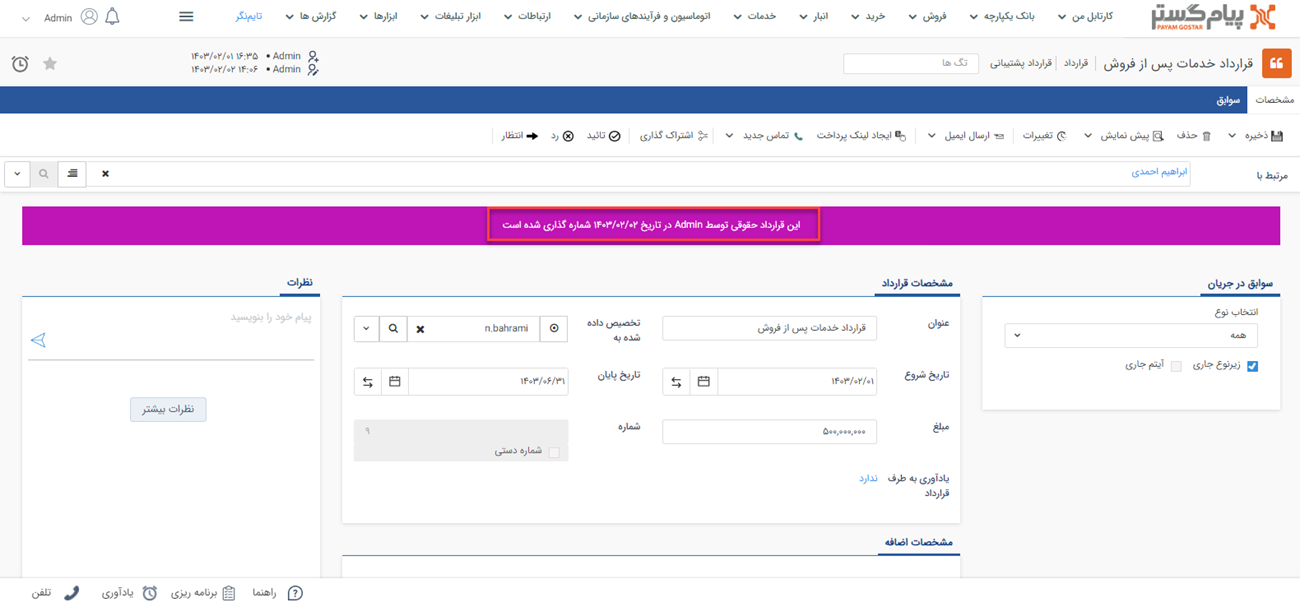 پیام گستر
PAYAM GOSTAR
کارتابل من
بانک یکپارچه
فروش
خرید
انبار
خدمات
اتوماسیون و فرآیندهای سازمانی
ارتباطات
ابزار تبلیغات
ابزارها
گزارش ها
تایم‌نگر
Admin
قرارداد خدمات پس از فروش
قرارداد
قرارداد پشتیبانی
تگ ها
Admin • ۱۴۰۳/۰۲/۰۱ ۱۶:۳۵
Admin • ۱۴۰۳/۰۲/۰۲ ۱۴:۰۶
مشخصات
سوابق
ذخیره
حذف
پیش نمایش
تغییرات
ارسال ایمیل
ایجاد لینک پرداخت
تماس جدید
اشتراک گذاری
تائید
رد
انتظار
مرتبط با
ابراهیم احمدی
این قرارداد حقوقی توسط Admin در تاریخ ۱۴۰۳/۰۲/۰۲ شماره گذاری شده است
سوابق در جریان
انتخاب نوع
همه
زیرنوع جاری
آیتم جاری
مشخصات قرارداد
عنوان
قرارداد خدمات پس از فروش
تخصیص داده
شده به
n.bahrami
تاریخ شروع
۱۴۰۳/۰۲/۰۱
تاریخ پایان
۱۴۰۳/۰۶/۳۱
مبلغ
۵۰۰,۰۰۰,۰۰۰
شماره
۹
شماره دستی
یادآوری به طرف
قرارداد
ندارد
مشخصات اضافه
نظرات
پیام خود را بنویسید
نظرات بیشتر
راهنما
برنامه ریزی
یادآوری
تلفن